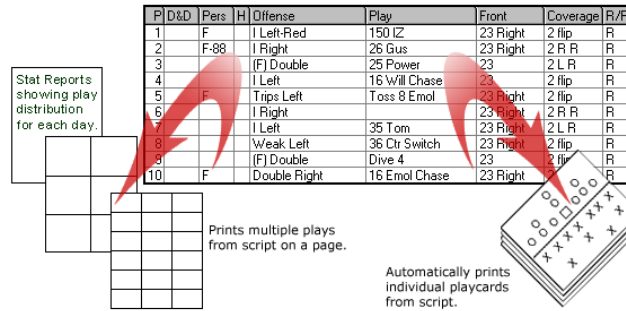 P D&D Pers H Offense Play Front Coverage R/P
1 F I Left-Red 150 IZ 23 Right 2 flip R
2 F-88 I Right 26 Gus 23 Right 2 R R R
3 (F) Double 25 Power 23 2 L R R
4 I Left 16 Will Chase 23 2 flip R
5 F Trips Left Toss 8 Emol 23 Right 2 flip R
6 I Right 23 Right 2 R R R
7 I Left 35 Tom 23 Right 2 L R R
8 Weak Left 36 Ctr Switch 23 Right 2 flip R
9 (F) Double Dive 4 23 2 flip R
10 F Double Right 16 Emol Chase 23 Right 2 R
Stat Reports
showing play
distribution
for each day.
Prints multiple plays
from script on a page.
Automatically prints
individual playcards
from script.